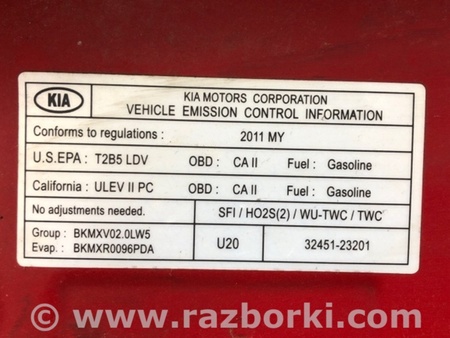 KIA
KIA MOTORS CORPORATION
VEHICLE EMISSION CONTROL INFORMATION
Conforms to regulations : 2011 MY
U.S.EPA : T2B5 LDV OBD : CA II Fuel : Gasoline
California : ULEV II PC OBD : CA II Fuel : Gasoline
No adjustments needed. SFI / HO2S(2) / WU-TWC / TWC
Group : BKMXV02.0LW5
Evap. : BKMXR0096PDA
U20 32451-23201
© www.razborki.com